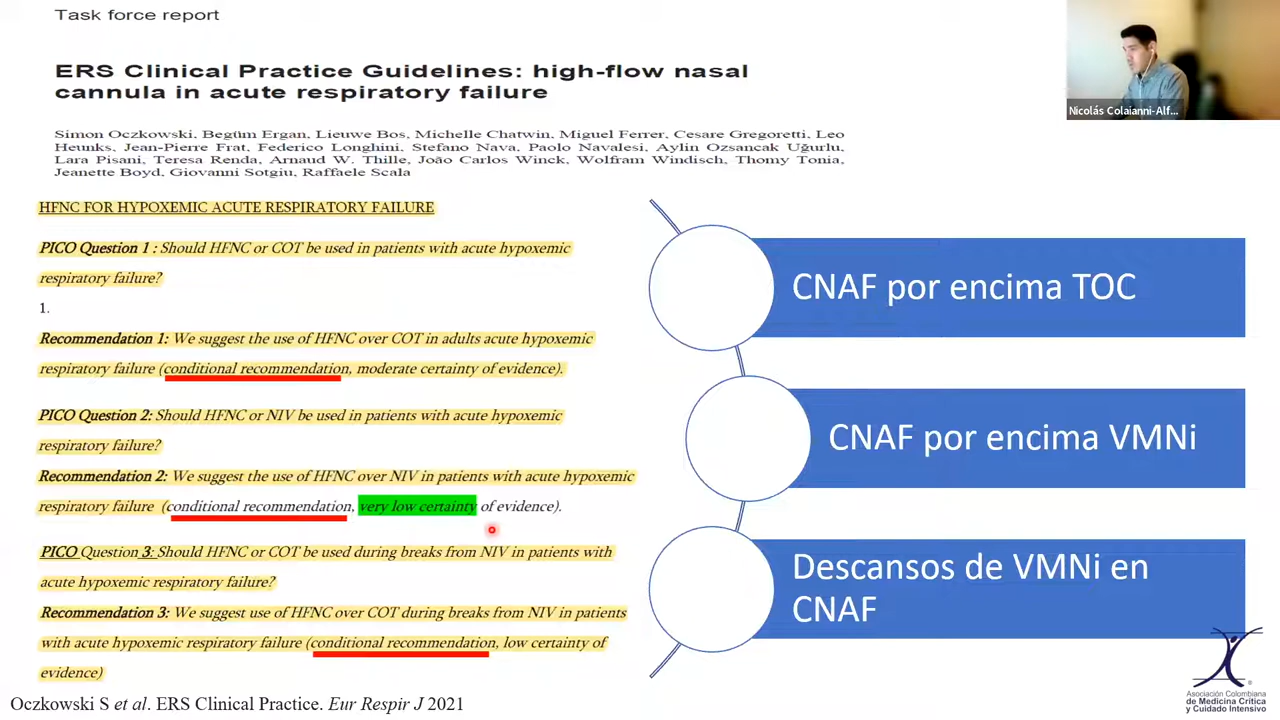 Task force report
ERS Clinical Practice Guidelines: high-flow nasal
cannula in acute respiratory failure
Simon Oczkowski, Begüm Ergan, Lieuwe Bos, Michelle Chatwin, Miguel Ferrer, Cesare Gregoretti, Leo
Heunks, Jean-Pierre Frat, Federico Longhini, Stefano Nava, Paolo Navalesi, Aylin Ozsancak Uğurlu,
Lara Pisani, Teresa Renda, Arnaud W. Thille, João Carlos Winck, Wolfram Windisch, Thomy Tonia,
Jeanette Boyd, Giovanni Sotgiu, Raffaele Scala
HFNC FOR HYPOXEMIC ACUTE RESPIRATORY FAILURE
PICO Question 1 : Should HFNC or COT be used in patients with acute hypoxemic
respiratory failure?
1.
Recommendation 1: We suggest the use of HFNC over COT in adults acute hypoxemic
respiratory failure (conditional recommendation, moderate certainty of evidence).
PICO Question 2: Should HFNC or NIV be used in patients with acute hypoxemic
respiratory failure?
Recommendation 2: We suggest the use of HFNC over NIV in patients with acute hypoxemic
respiratory failure (conditional recommendation, very low certainty of evidence).
PICO Question 3: Should HFNC or COT be used during breaks from NIV in patients with
acute hypoxemic respiratory failure?
Recommendation 3: We suggest use of HFNC over COT during breaks from NIV in patients
with acute hypoxemic respiratory failure (conditional recommendation, low certainty of
evidence)
Oczkowski S et al. ERS Clinical Practice. Eur Respir J 2021
Nicolás Colaianni-Alf...
CNAF por encima TOC
CNAF por encima VMNi
Descansos de VMNi en
CNAF
Asociación Colombiana
de Medicina Crítica
y Cuidado Intensivo